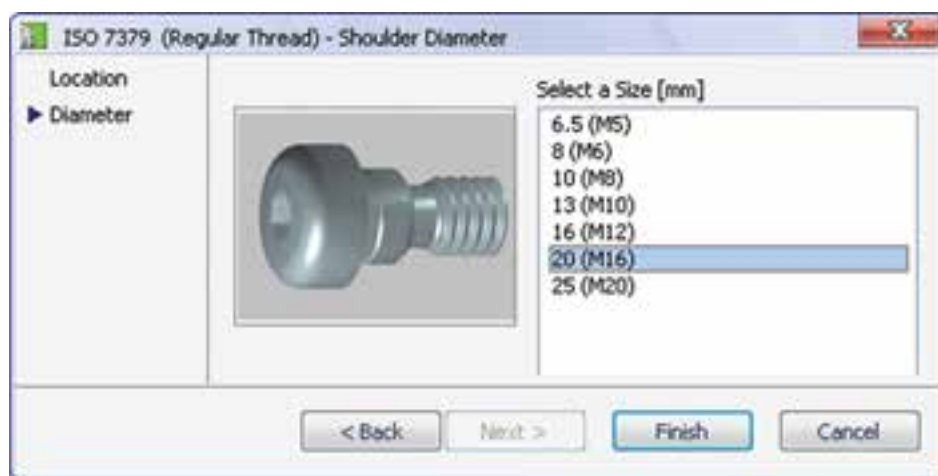 ISO 7379 (Regular Thread) - Shoulder Diameter
Location
Diameter
Select a Size [mm]
6.5 (M5)
8 (M6)
10 (M8)
13 (M10)
16 (M12)
20 (M16)
25 (M20)
< Back
Next >
Finish
Cancel